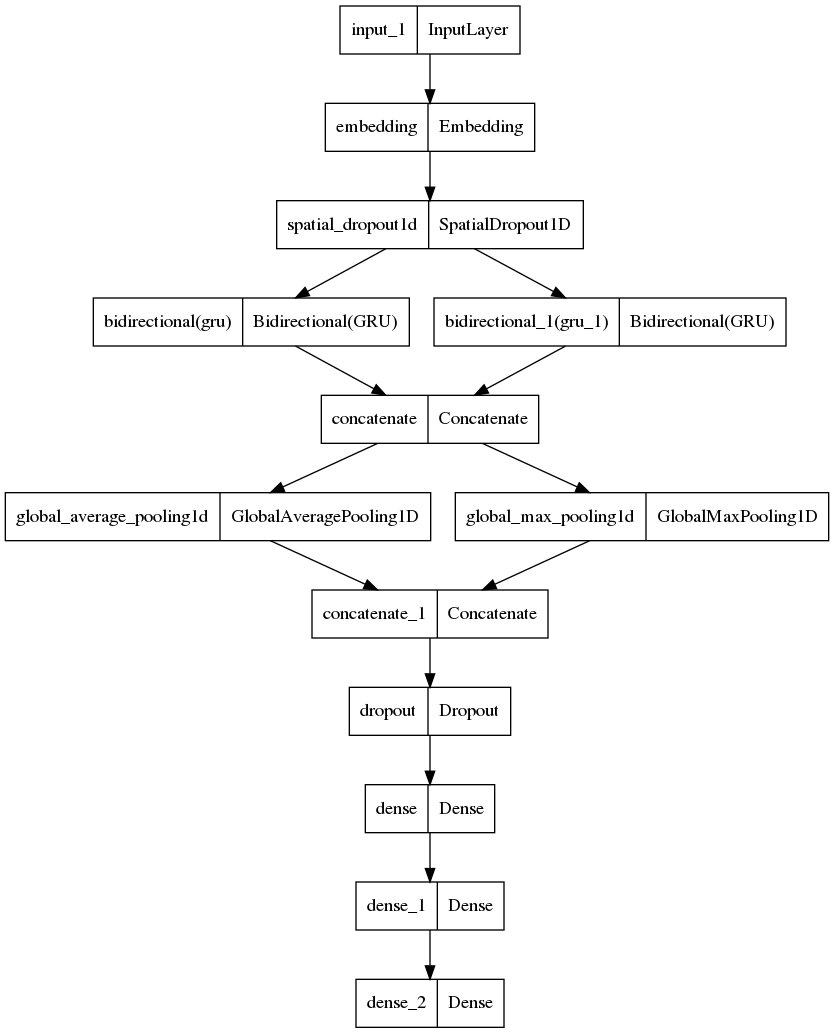 input_1 InputLayer
embedding Embedding
spatial_dropout1d SpatialDropout1D
bidirectional(gru) Bidirectional(GRU) bidirectional_1(gru_1) Bidirectional(GRU)
concatenate Concatenate
global_average_pooling1d GlobalAveragePooling1D global_max_pooling1d GlobalMaxPooling1D
concatenate_1 Concatenate
dropout Dropout
dense Dense
dense_1 Dense
dense_2 Dense